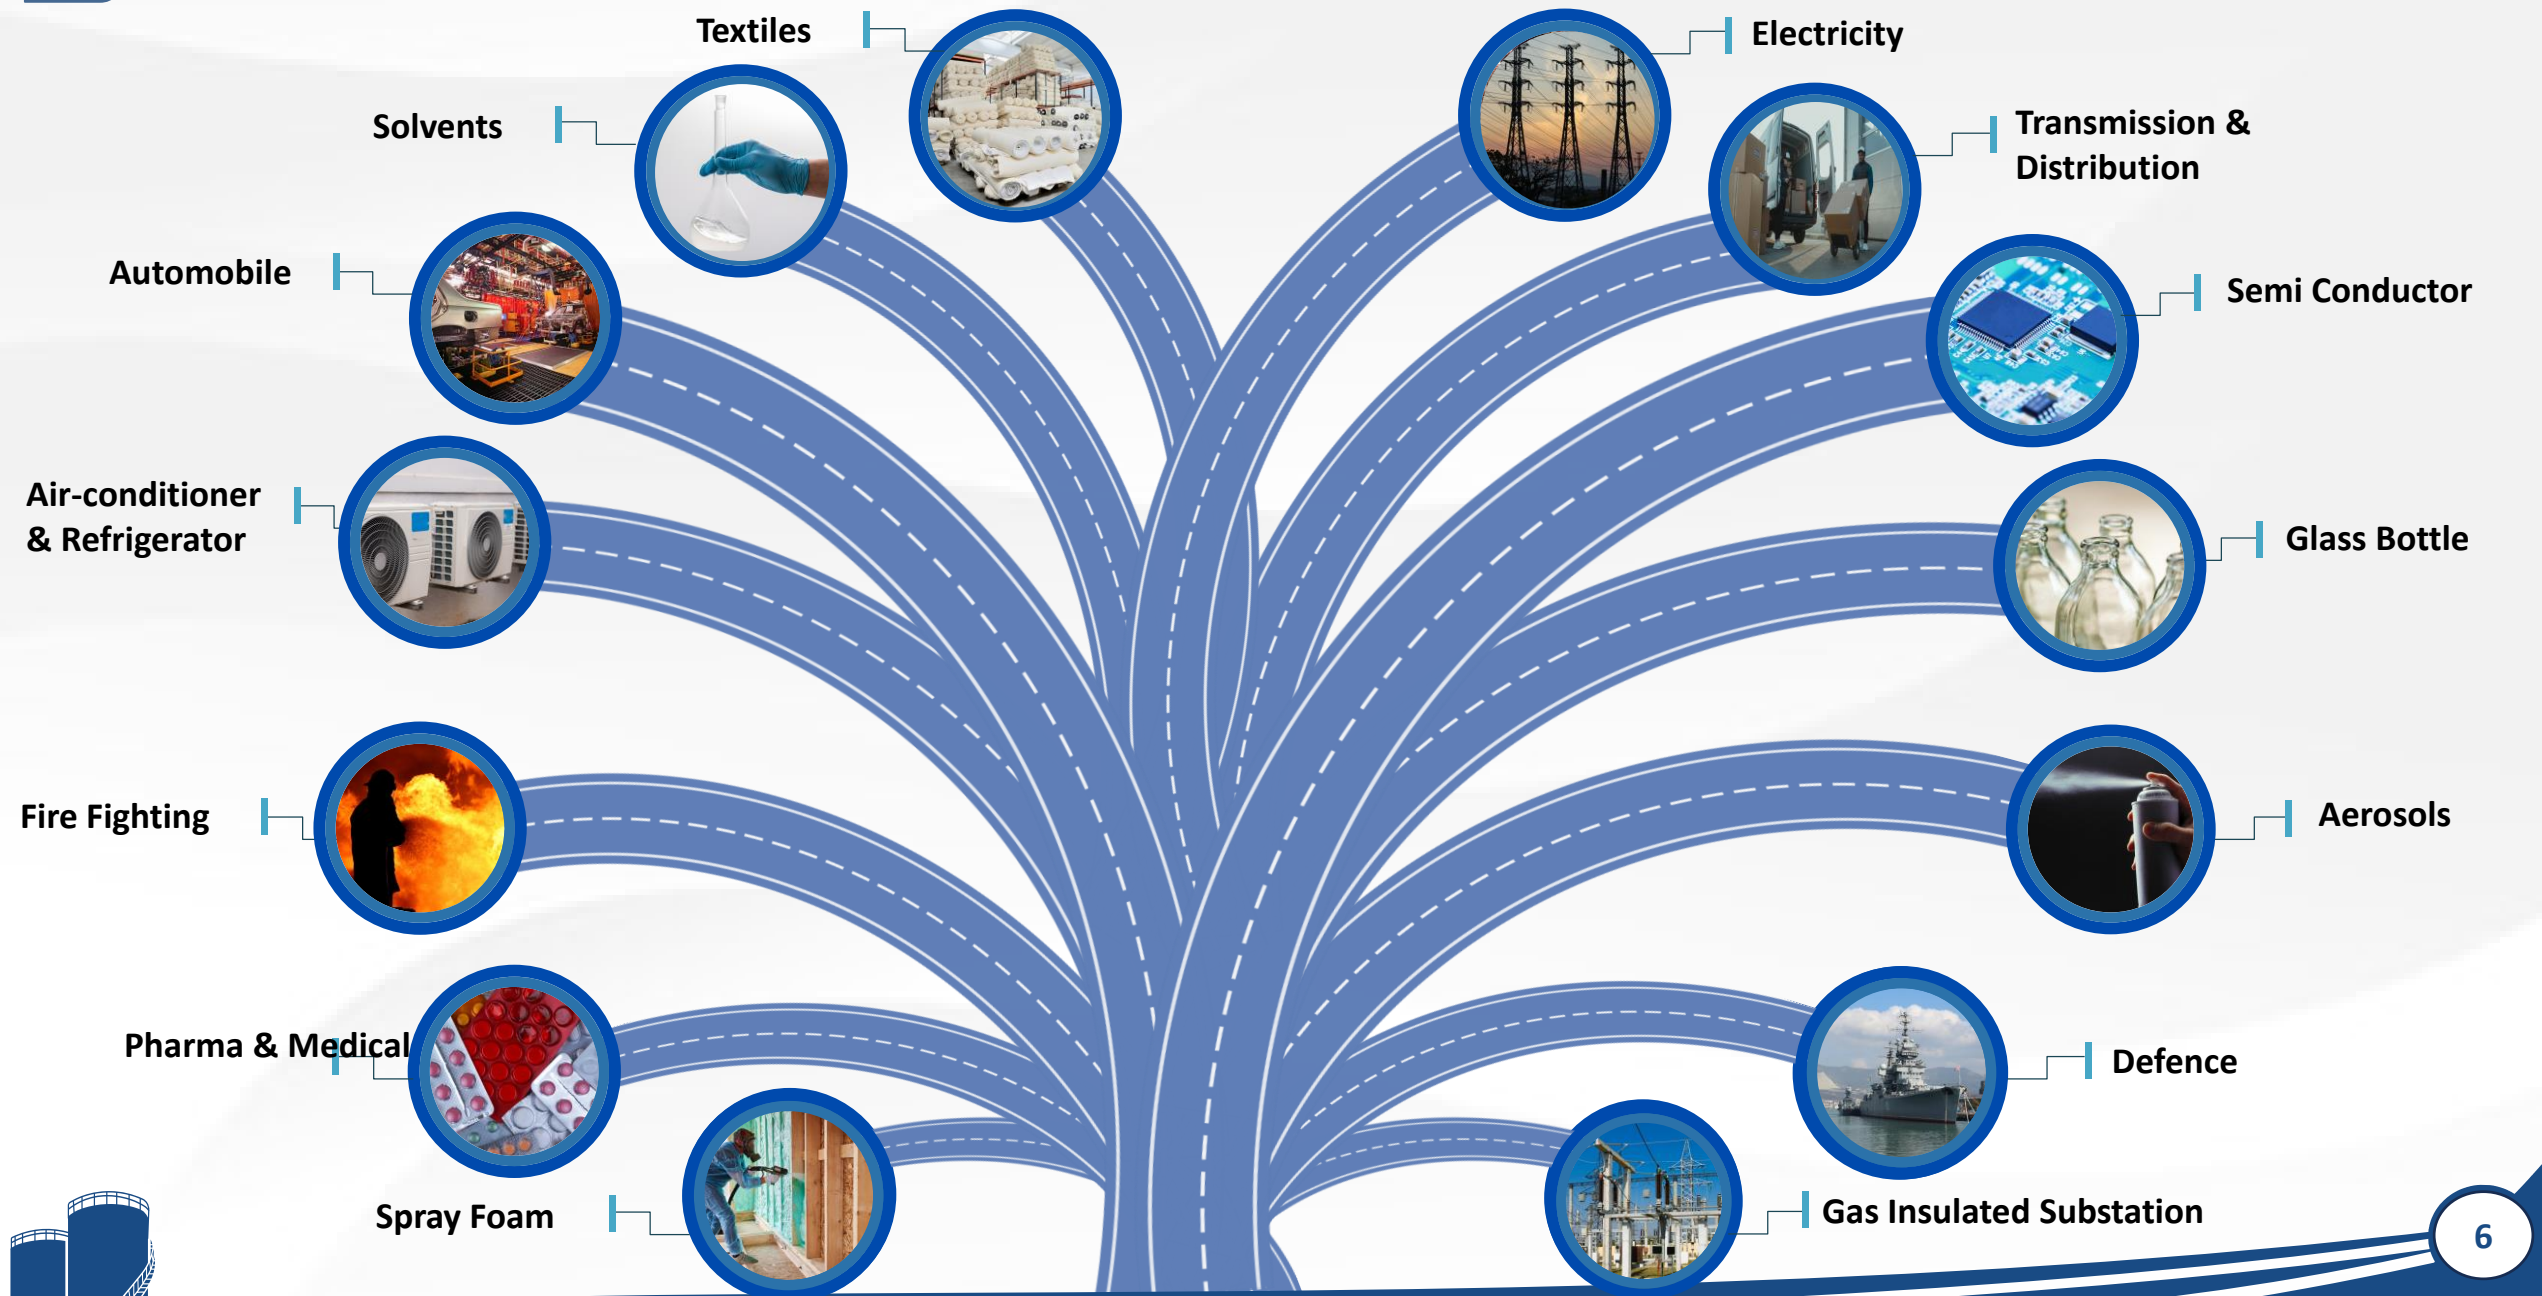 Textiles
Electricity
Solvents
Transmission &
Distribution
Automobile
Semi Conductor
Air-conditioner
& Refrigerator
Glass Bottle
Fire Fighting
Aerosols
Pharma & Medical
Defence
Spray Foam
Gas Insulated Substation
6